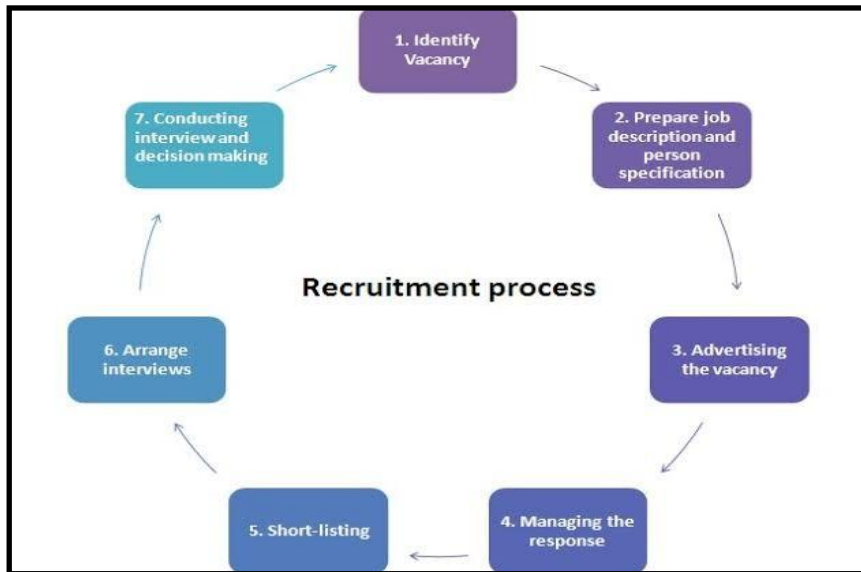 1. Identify
Vacancy
2. Prepare job
description and
person
specification
3. Advertising
the vacancy
4. Managing the
response
5. Short-listing
6. Arrange
interviews
7. Conducting
interview and
decision making
Recruitment process